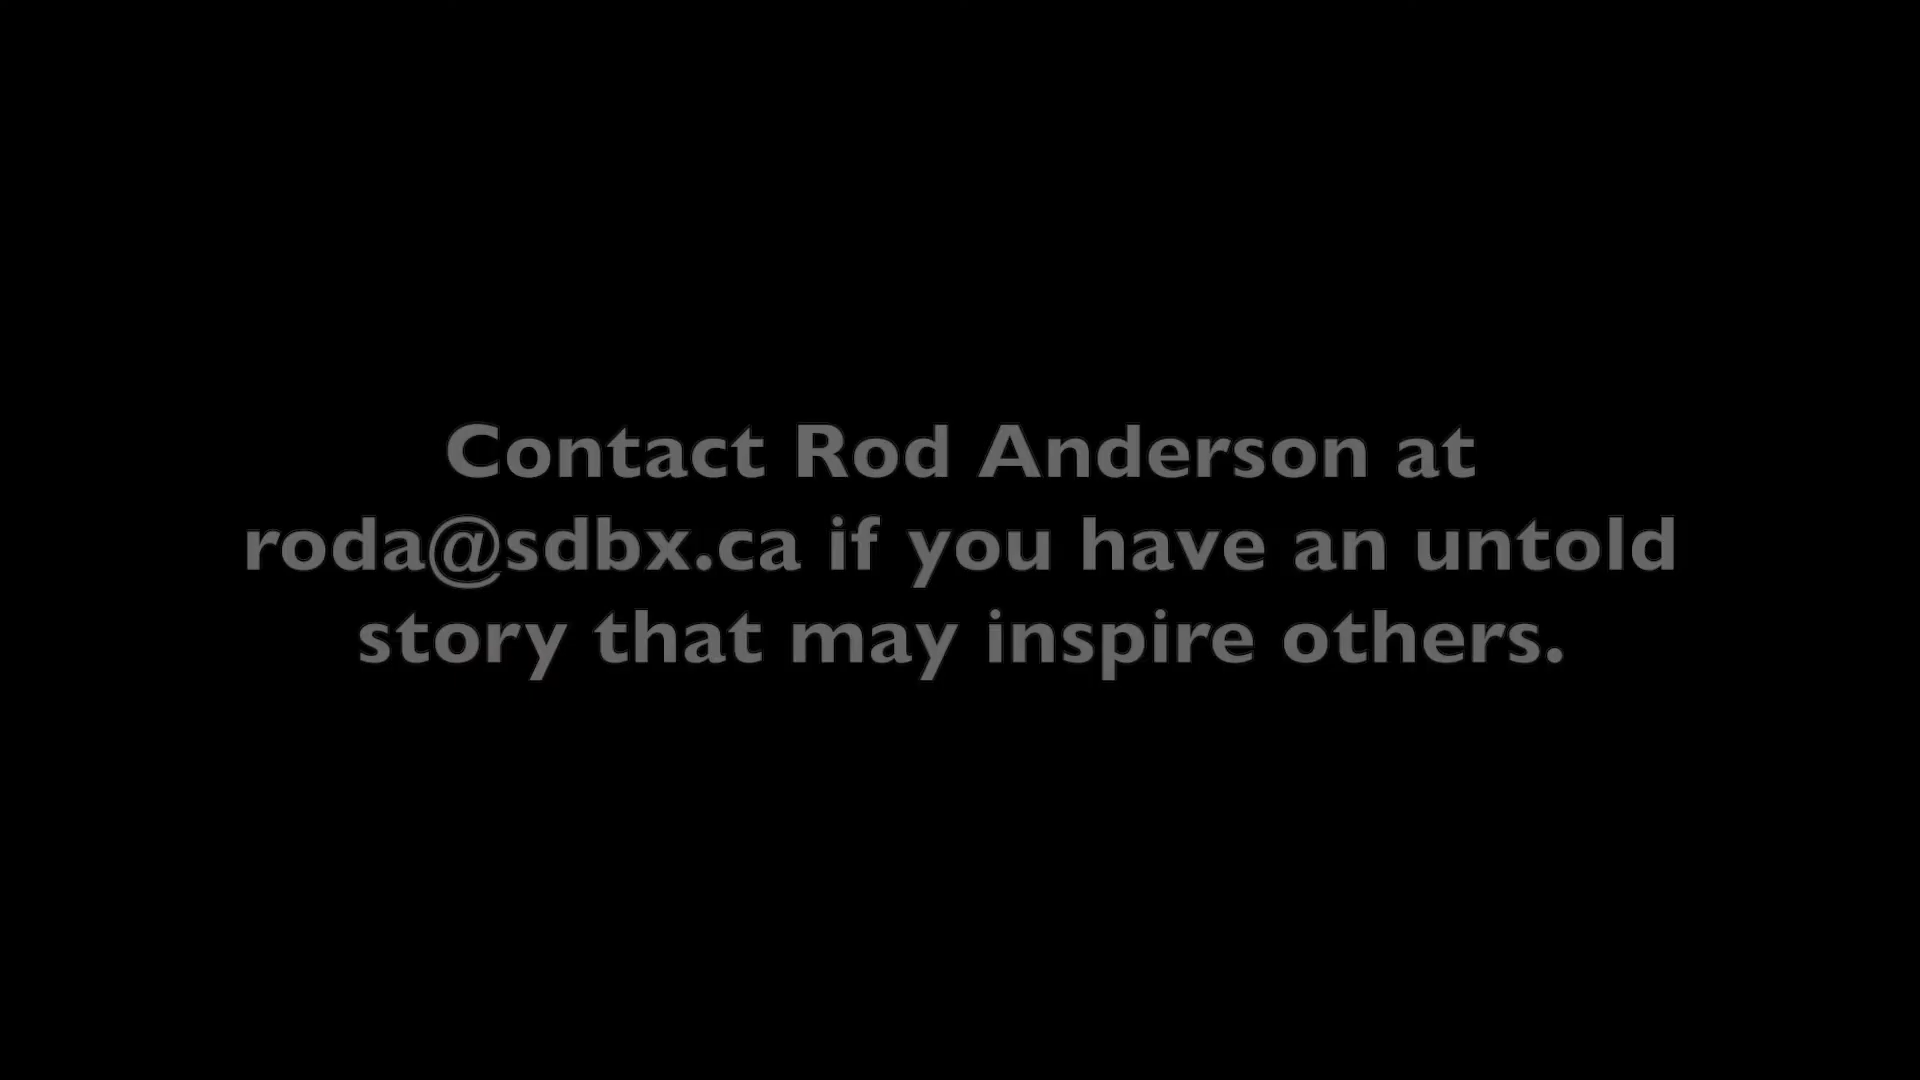 Contact Rod Anderson at
roda@sdbx.ca if you have an untold
story that may inspire others.